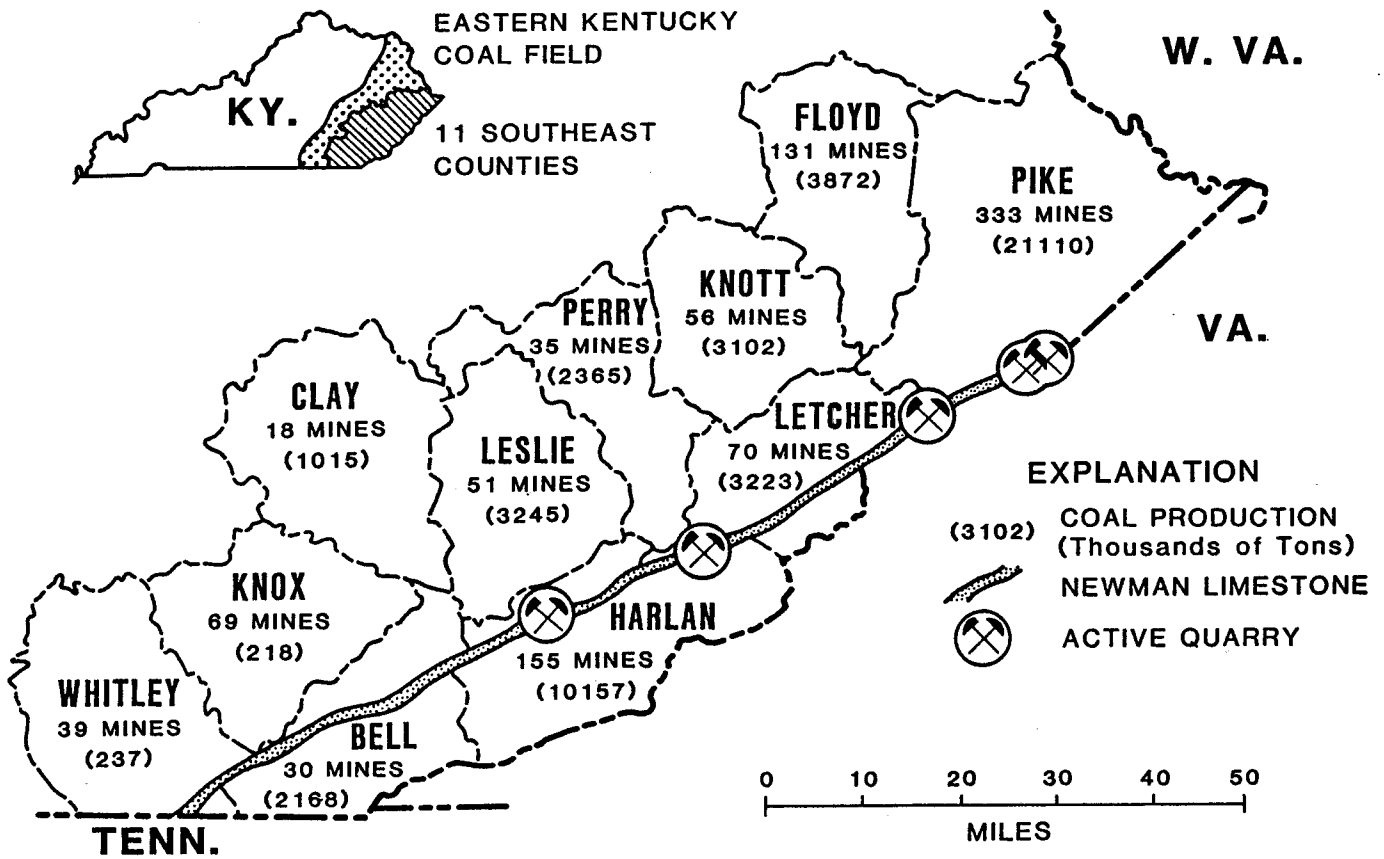 EASTERN KENTUCKY
COAL FIELD
KY.
11 SOUTHEAST
COUNTIES
W. VA.
FLOYD
131 MINES
(3872)
PIKE
333 MINES
(21110)
KNOTT
56 MINES
(3102)
PERRY
35 MINES
(2365)
VA.
CLAY
18 MINES
(1015)
LETCHER
70 MINES
(3223)
LESLIE
51 MINES
(3245)
EXPLANATION
(3102) COAL PRODUCTION
(Thousands of Tons)
NEWMAN LIMESTONE
ACTIVE QUARRY
KNOX
69 MINES
(218)
HARLAN
155 MINES
(10157)
WHITLEY
39 MINES
(237)
BELL
30 MINES
(2168)
TENN.
0 10 20 30 40 50
MILES